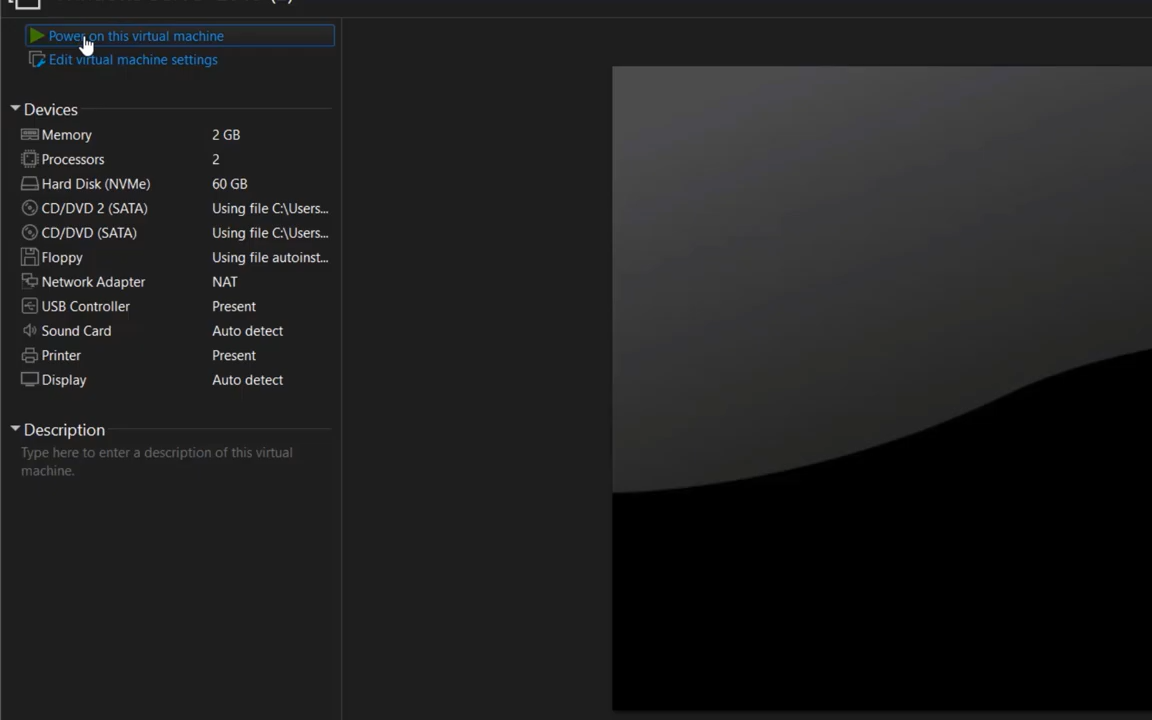 Power on this virtual machine
Edit virtual machine settings
Devices
Memory 2 GB
Processors 2
Hard Disk (NVMe) 60 GB
CD/DVD 2 (SATA) Using file C:\Users...
CD/DVD (SATA) Using file C:\Users...
Floppy Using file autoinst...
Network Adapter NAT
USB Controller Present
Sound Card Auto detect
Printer Present
Display Auto detect
Description
Type here to enter a description of this virtual
machine.